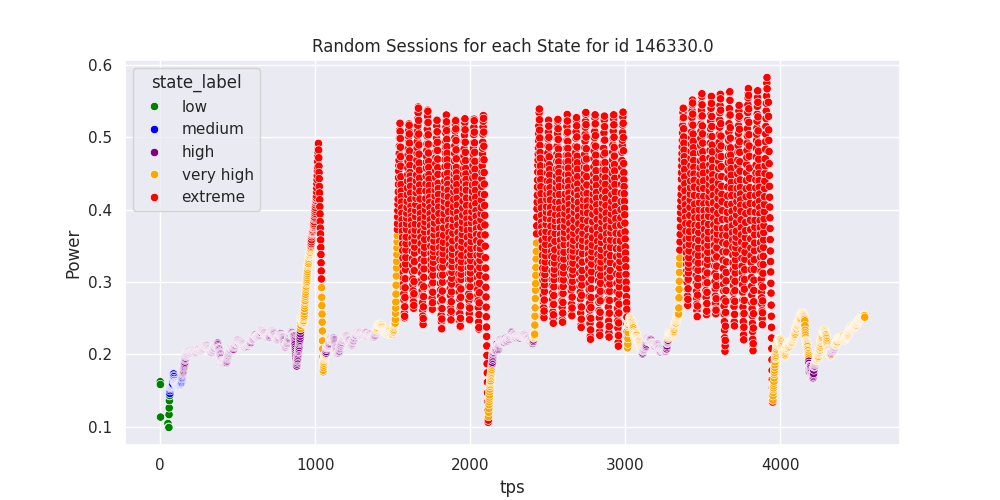 Random Sessions for each State for id 146330.0
0.6
0.5
0.4
0.3
0.2
0.1
Power
state_label
low
medium
high
very high
extreme
0
1000
2000
3000
4000
tps